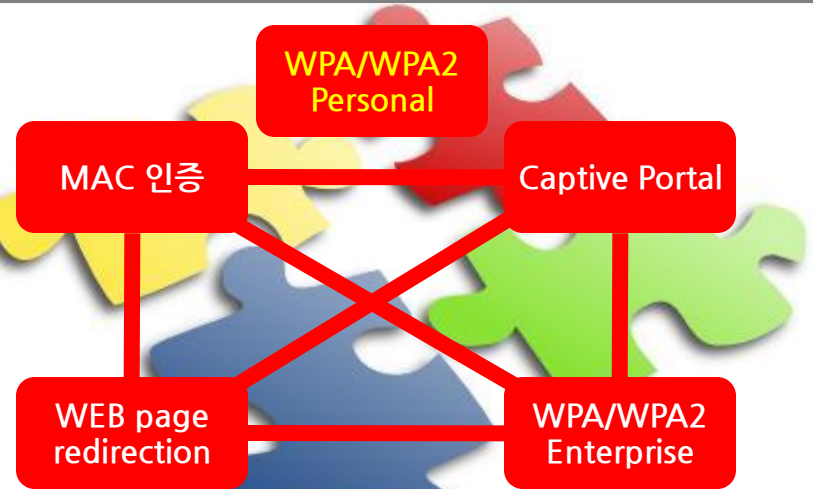 WPA/WPA2
Personal
MAC 인증
Captive Portal
WEB page
redirection
WPA/WPA2
Enterprise